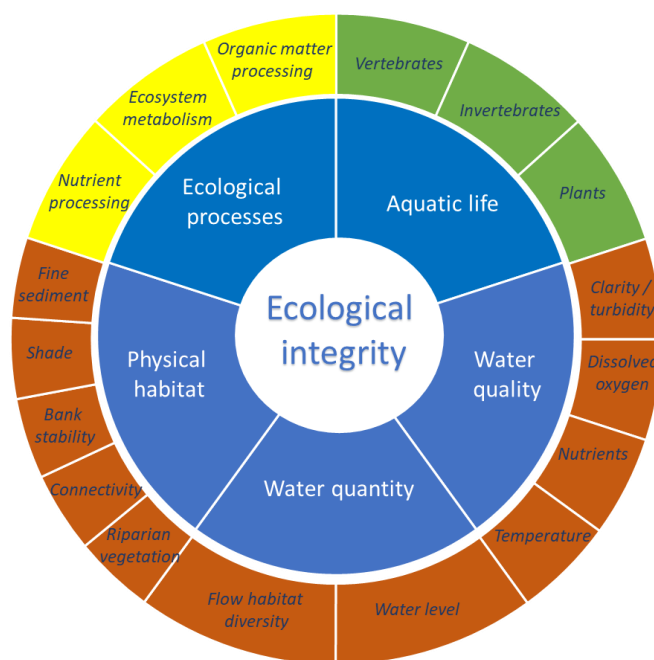 Organic matter
processing
Vertebrates
Ecosystem
metabolism
Invertebrates
Nutrient
processing
Plants
Ecological
processes
Aquatic life
Fine
sediment
Clarity /
turbidity
Ecological
integrity
Shade
Physical
habitat
Water
quality
Dissolved
oxygen
Bank
stability
Nutrients
Connectivity
Water quantity
Riparian
vegetation
Temperature
Flow habitat
diversity
Water level